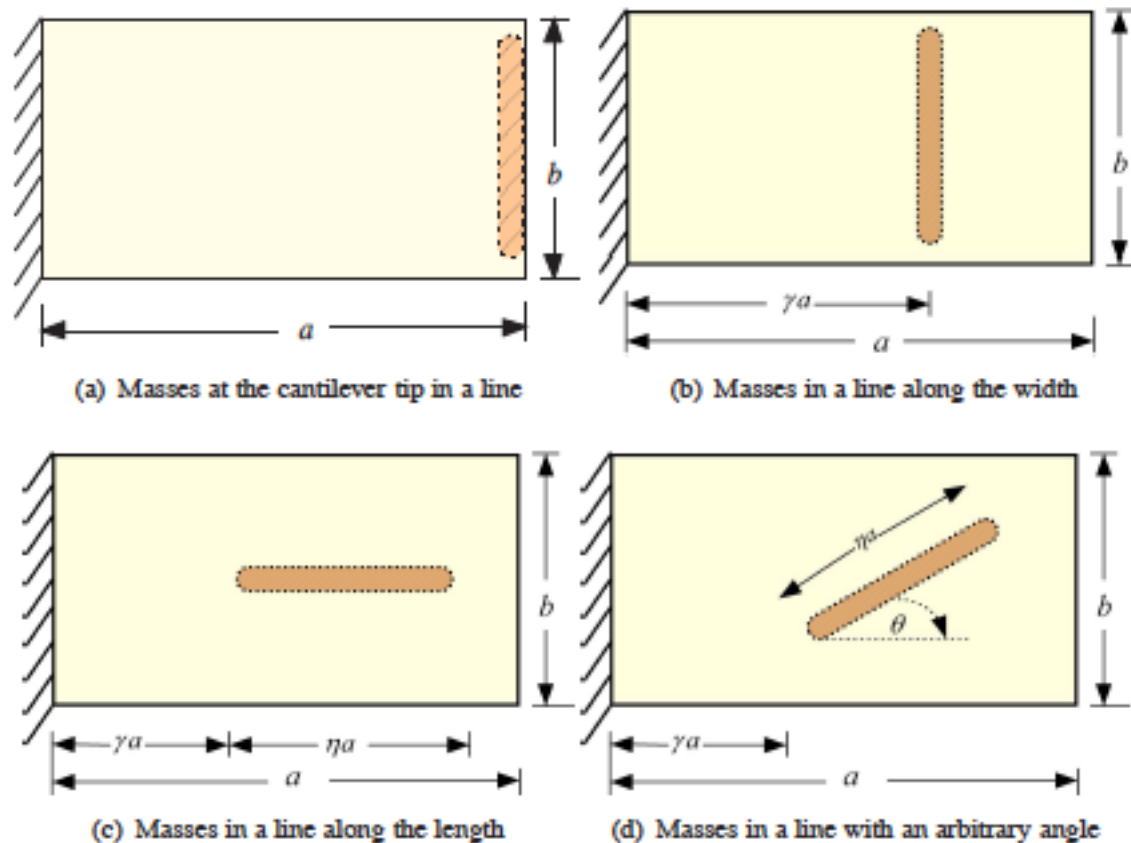 b
a
(a) Masses at the cantilever tip in a line
b
γa
a
(b) Masses in a line along the width
b
γa
ηa
a
(c) Masses in a line along the length
ηa
θ
b
γa
a
(d) Masses in a line with an arbitrary angle